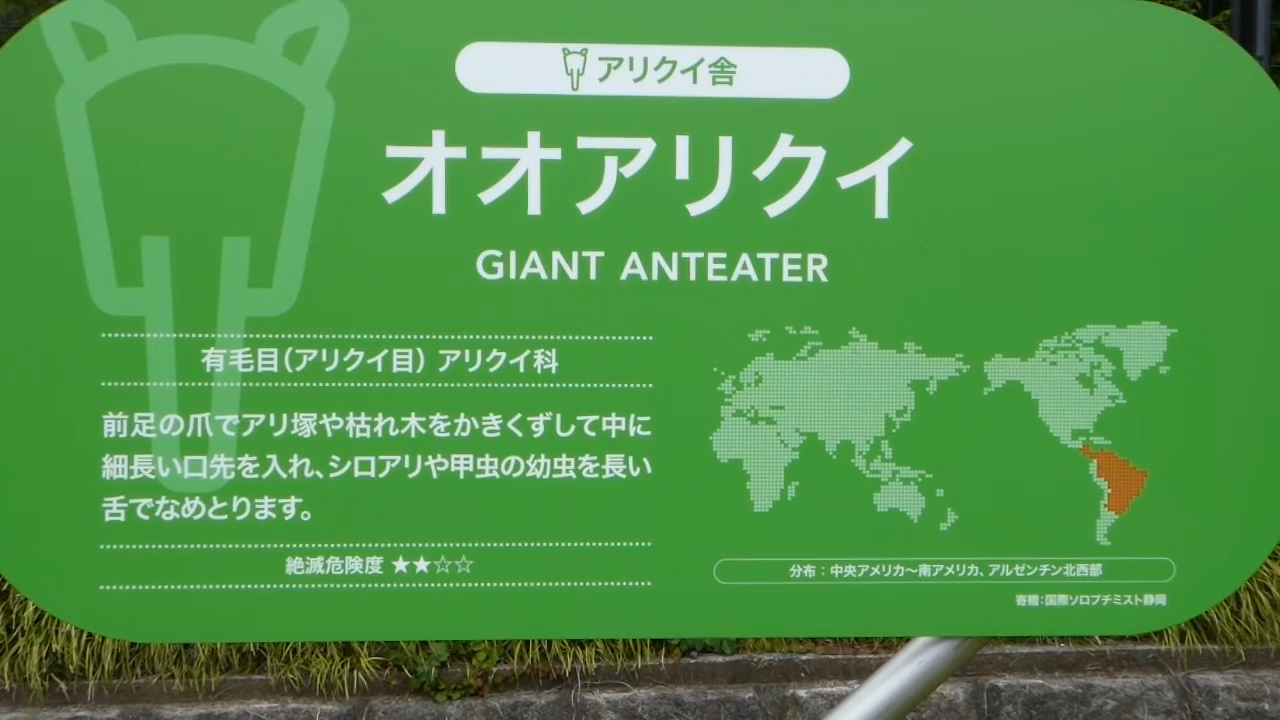 アリクイ舎
オオアリクイ
GIANT ANTEATER
有毛目(アリクイ目) アリクイ科
前足の爪でアリ塚や枯れ木をかきくずして中に
細長い口先を入れ、シロアリや甲虫の幼虫を長い
舌でなめとります。
絶滅危険度 ★★☆☆
分布：中央アメリカ〜南アメリカ、アルゼンチン北西部
寄贈：国際ソロプチミスト静岡